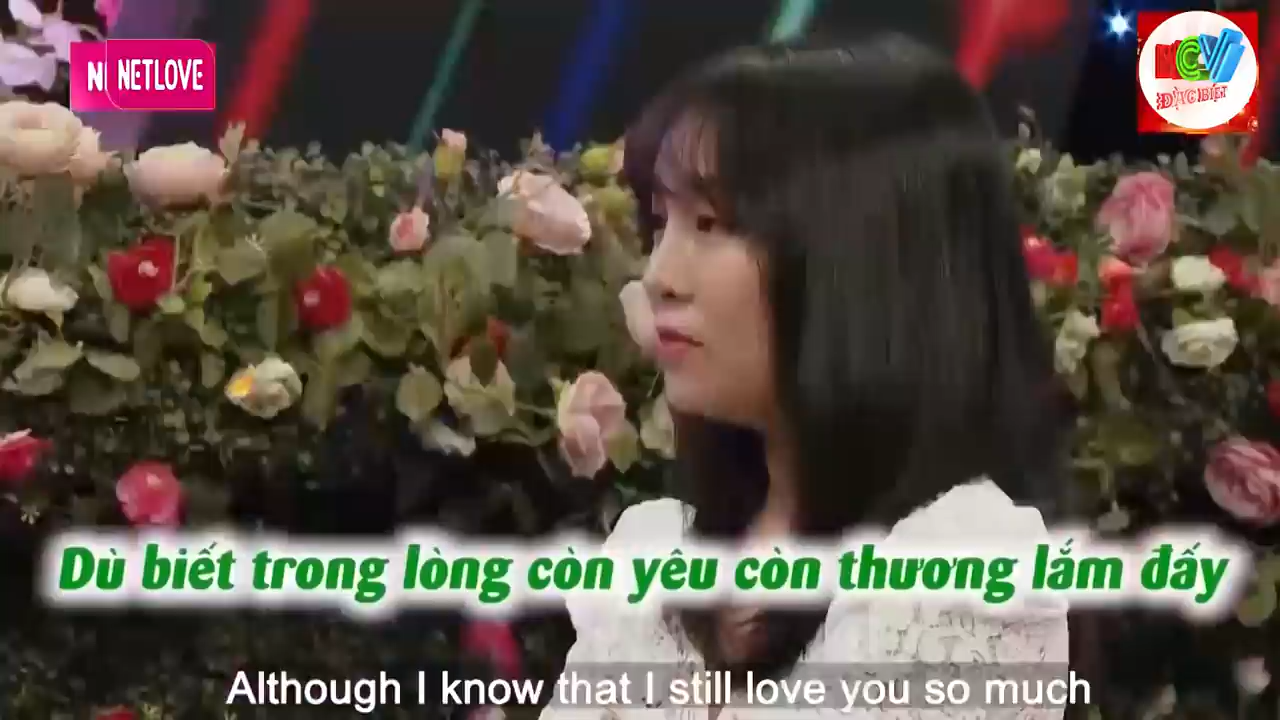 N NETLOVE
NCV
ĐẶC BIỆT
Dù biết trong lòng còn yêu còn thương lắm đấy
Although I know that I still love you so much